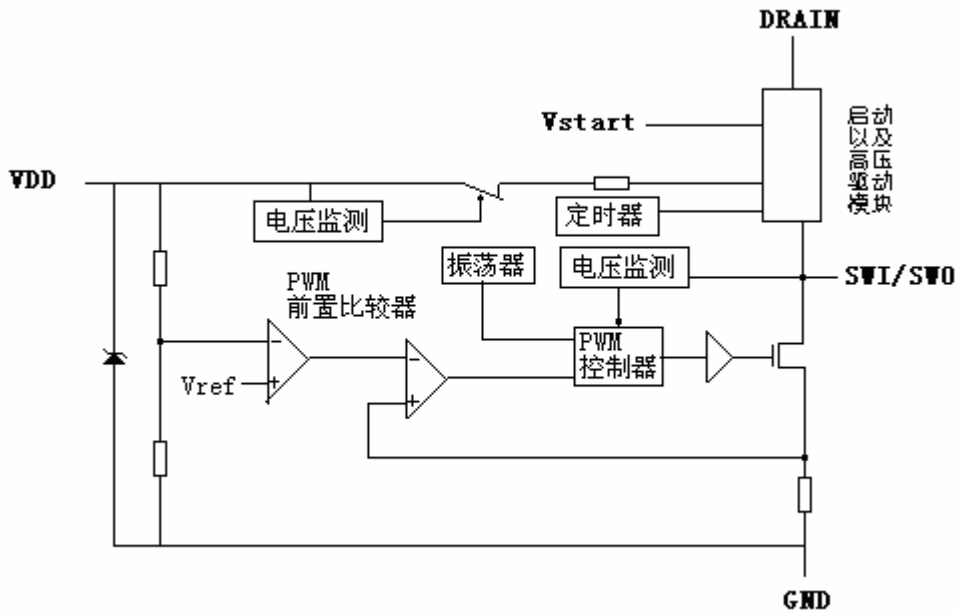 DRAIN
Vstart
启动
以及
高压
驱动
模块
VDD
电压监测
定时器
振荡器
电压监测
SWI/SWO
PWM
前置比较器
PWM
控制器
Vref
-
+
-
+
GND